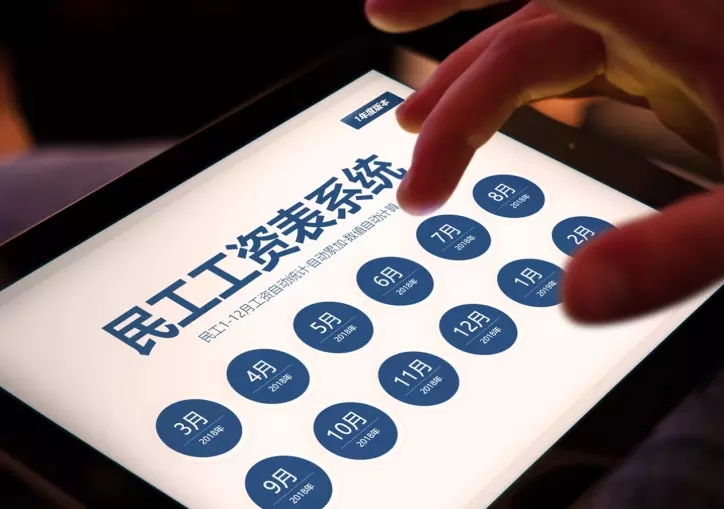 1年度版本
民工工资表系统
民工1-12月工资自动统计·自动累加·数值自动计算
3月
2018年
4月
2018年
5月
2018年
6月
2018年
7月
2018年
8月
2018年
9月
2018年
10月
2018年
11月
2018年
12月
2018年
1月
2019年
2月